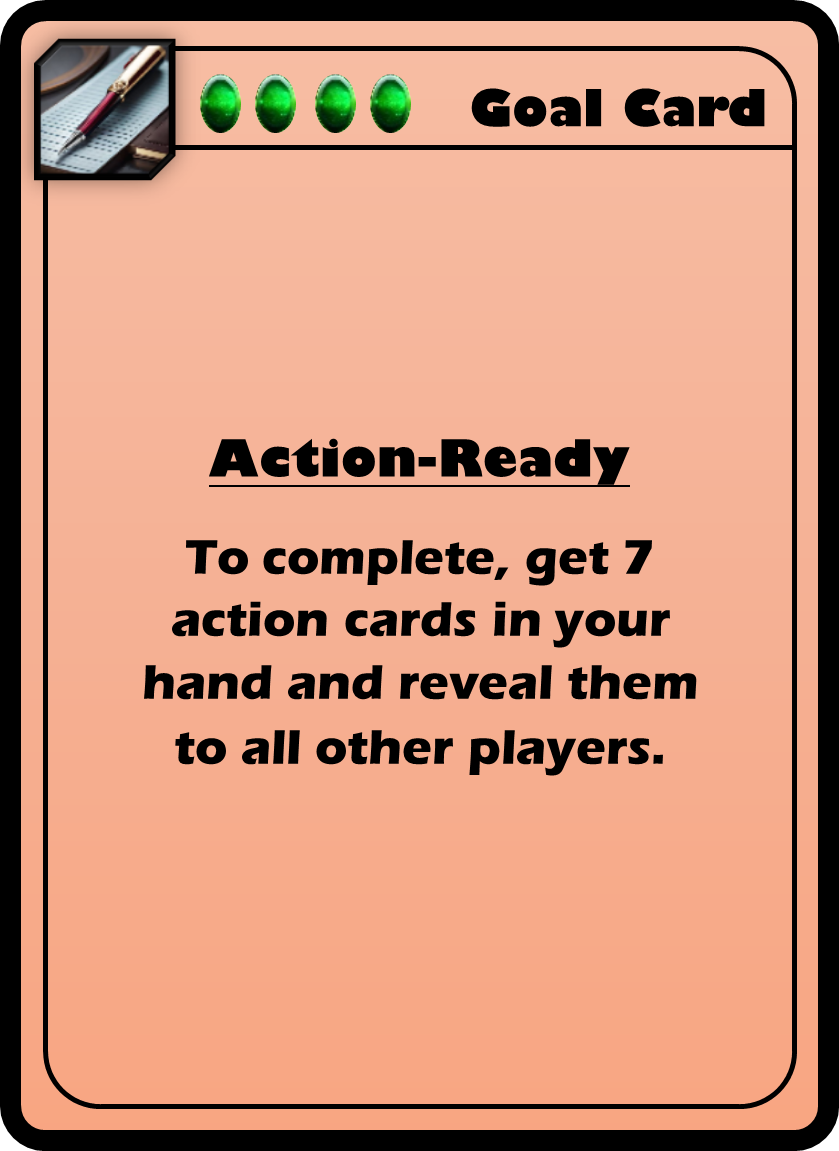 Goal Card
Action-Ready
To complete, get 7
action cards in your
hand and reveal them
to all other players.